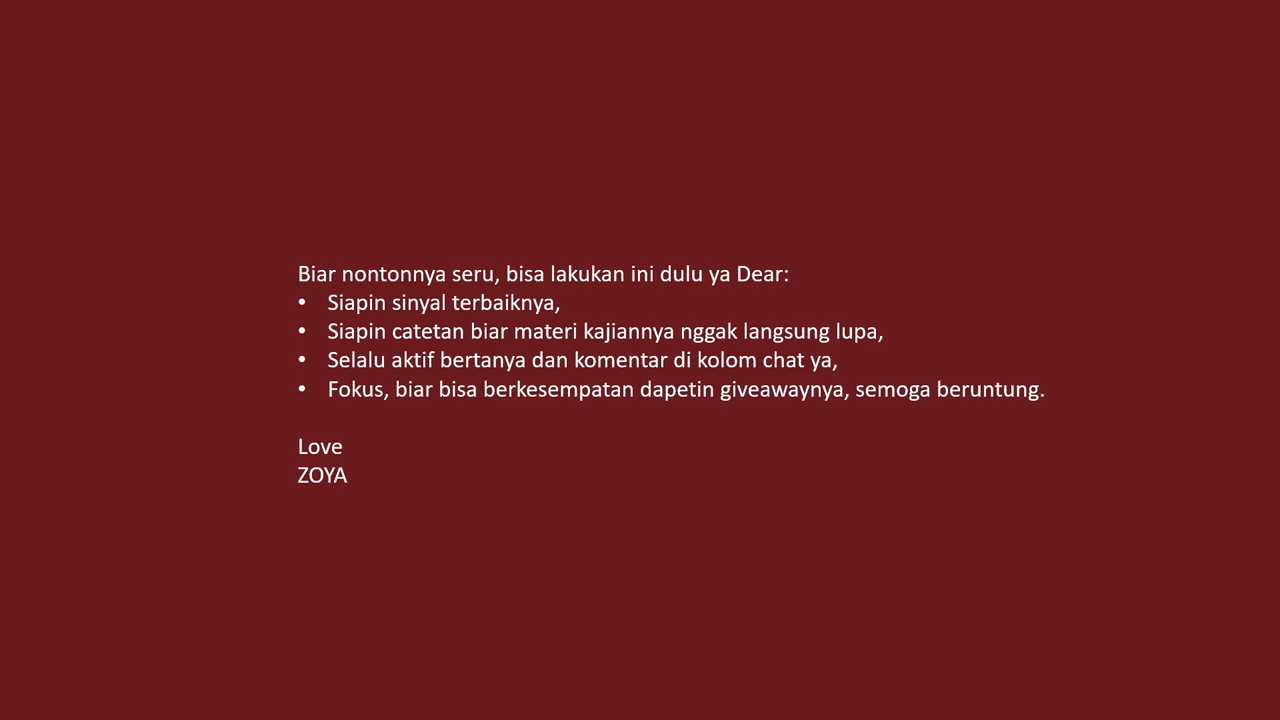 Biar nontonnya seru, bisa lakukan ini dulu ya Dear:
• Siapin sinyal terbaiknya,
• Siapin catetan biar materi kajiannya nggak langsung lupa,
• Selalu aktif bertanya dan komentar di kolom chat ya,
• Fokus, biar bisa berkesempatan dapetin giveawaynya, semoga beruntung.
Love
ZOYA